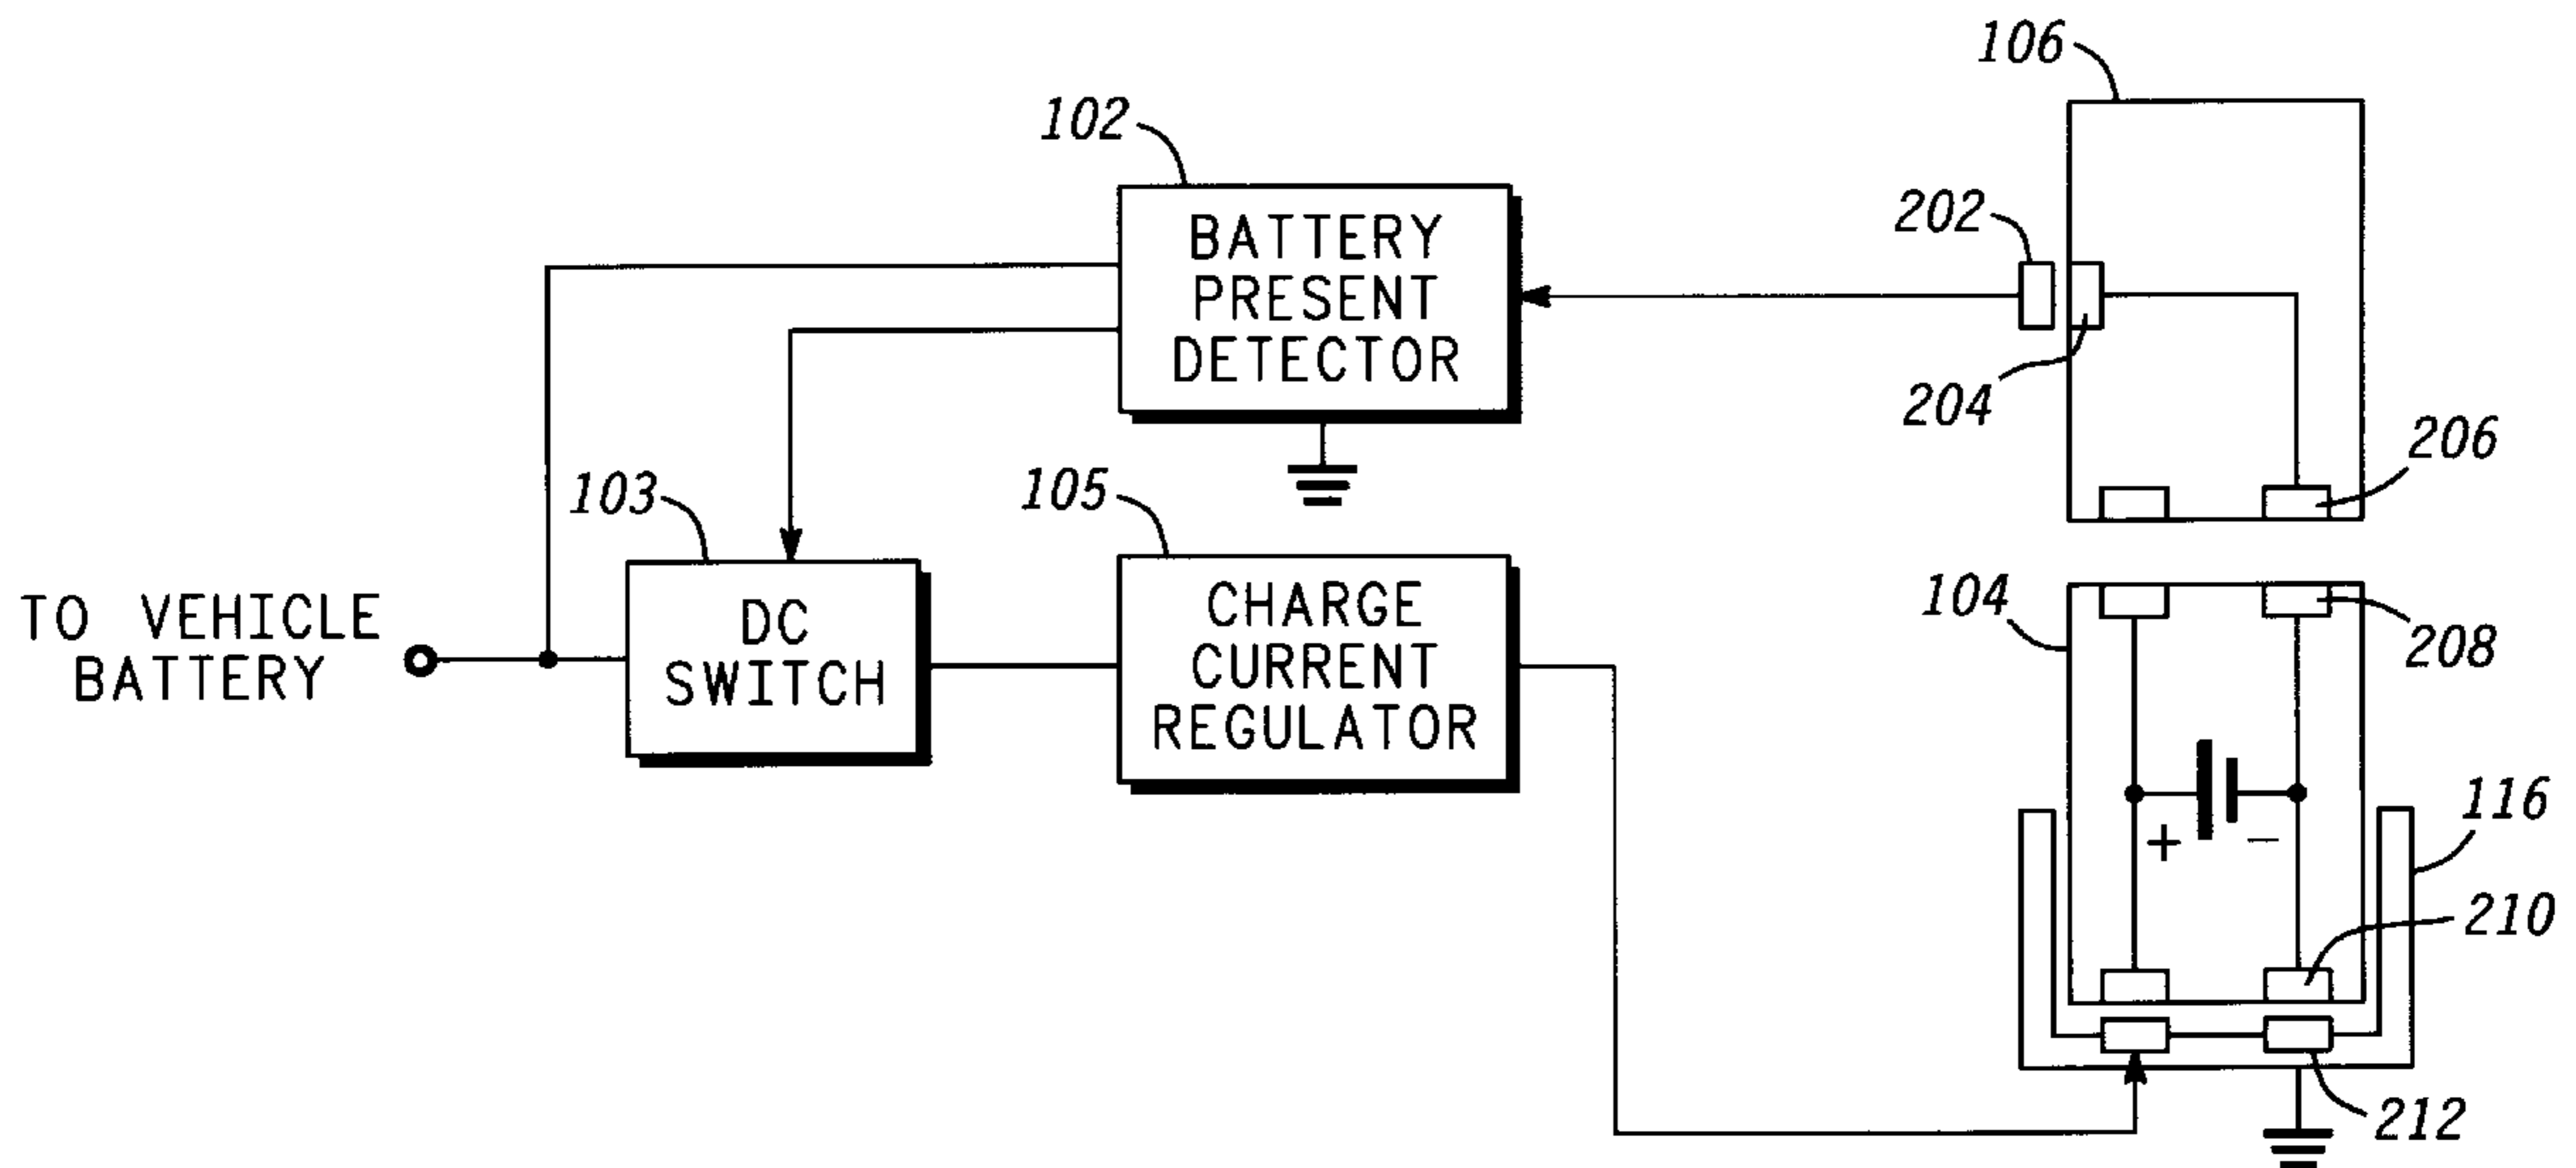 106
102
202
BATTERY
PRESENT
DETECTOR
204
206
103
105
TO VEHICLE
BATTERY
DC
SWITCH
CHARGE
CURRENT
REGULATOR
104
208
116
+ −
210
212